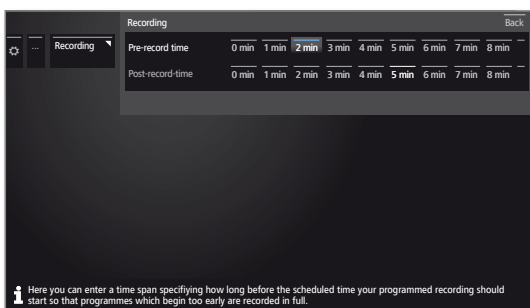 Recording
Back
...
Recording
Pre-record time 0 min 1 min 2 min 3 min 4 min 5 min 6 min 7 min 8 min
Post-record-time 0 min 1 min 2 min 3 min 4 min 5 min 6 min 7 min 8 min
Here you can enter a time span specifiying how long before the scheduled time your programmed recording should
start so that programmes which begin too early are recorded in full.